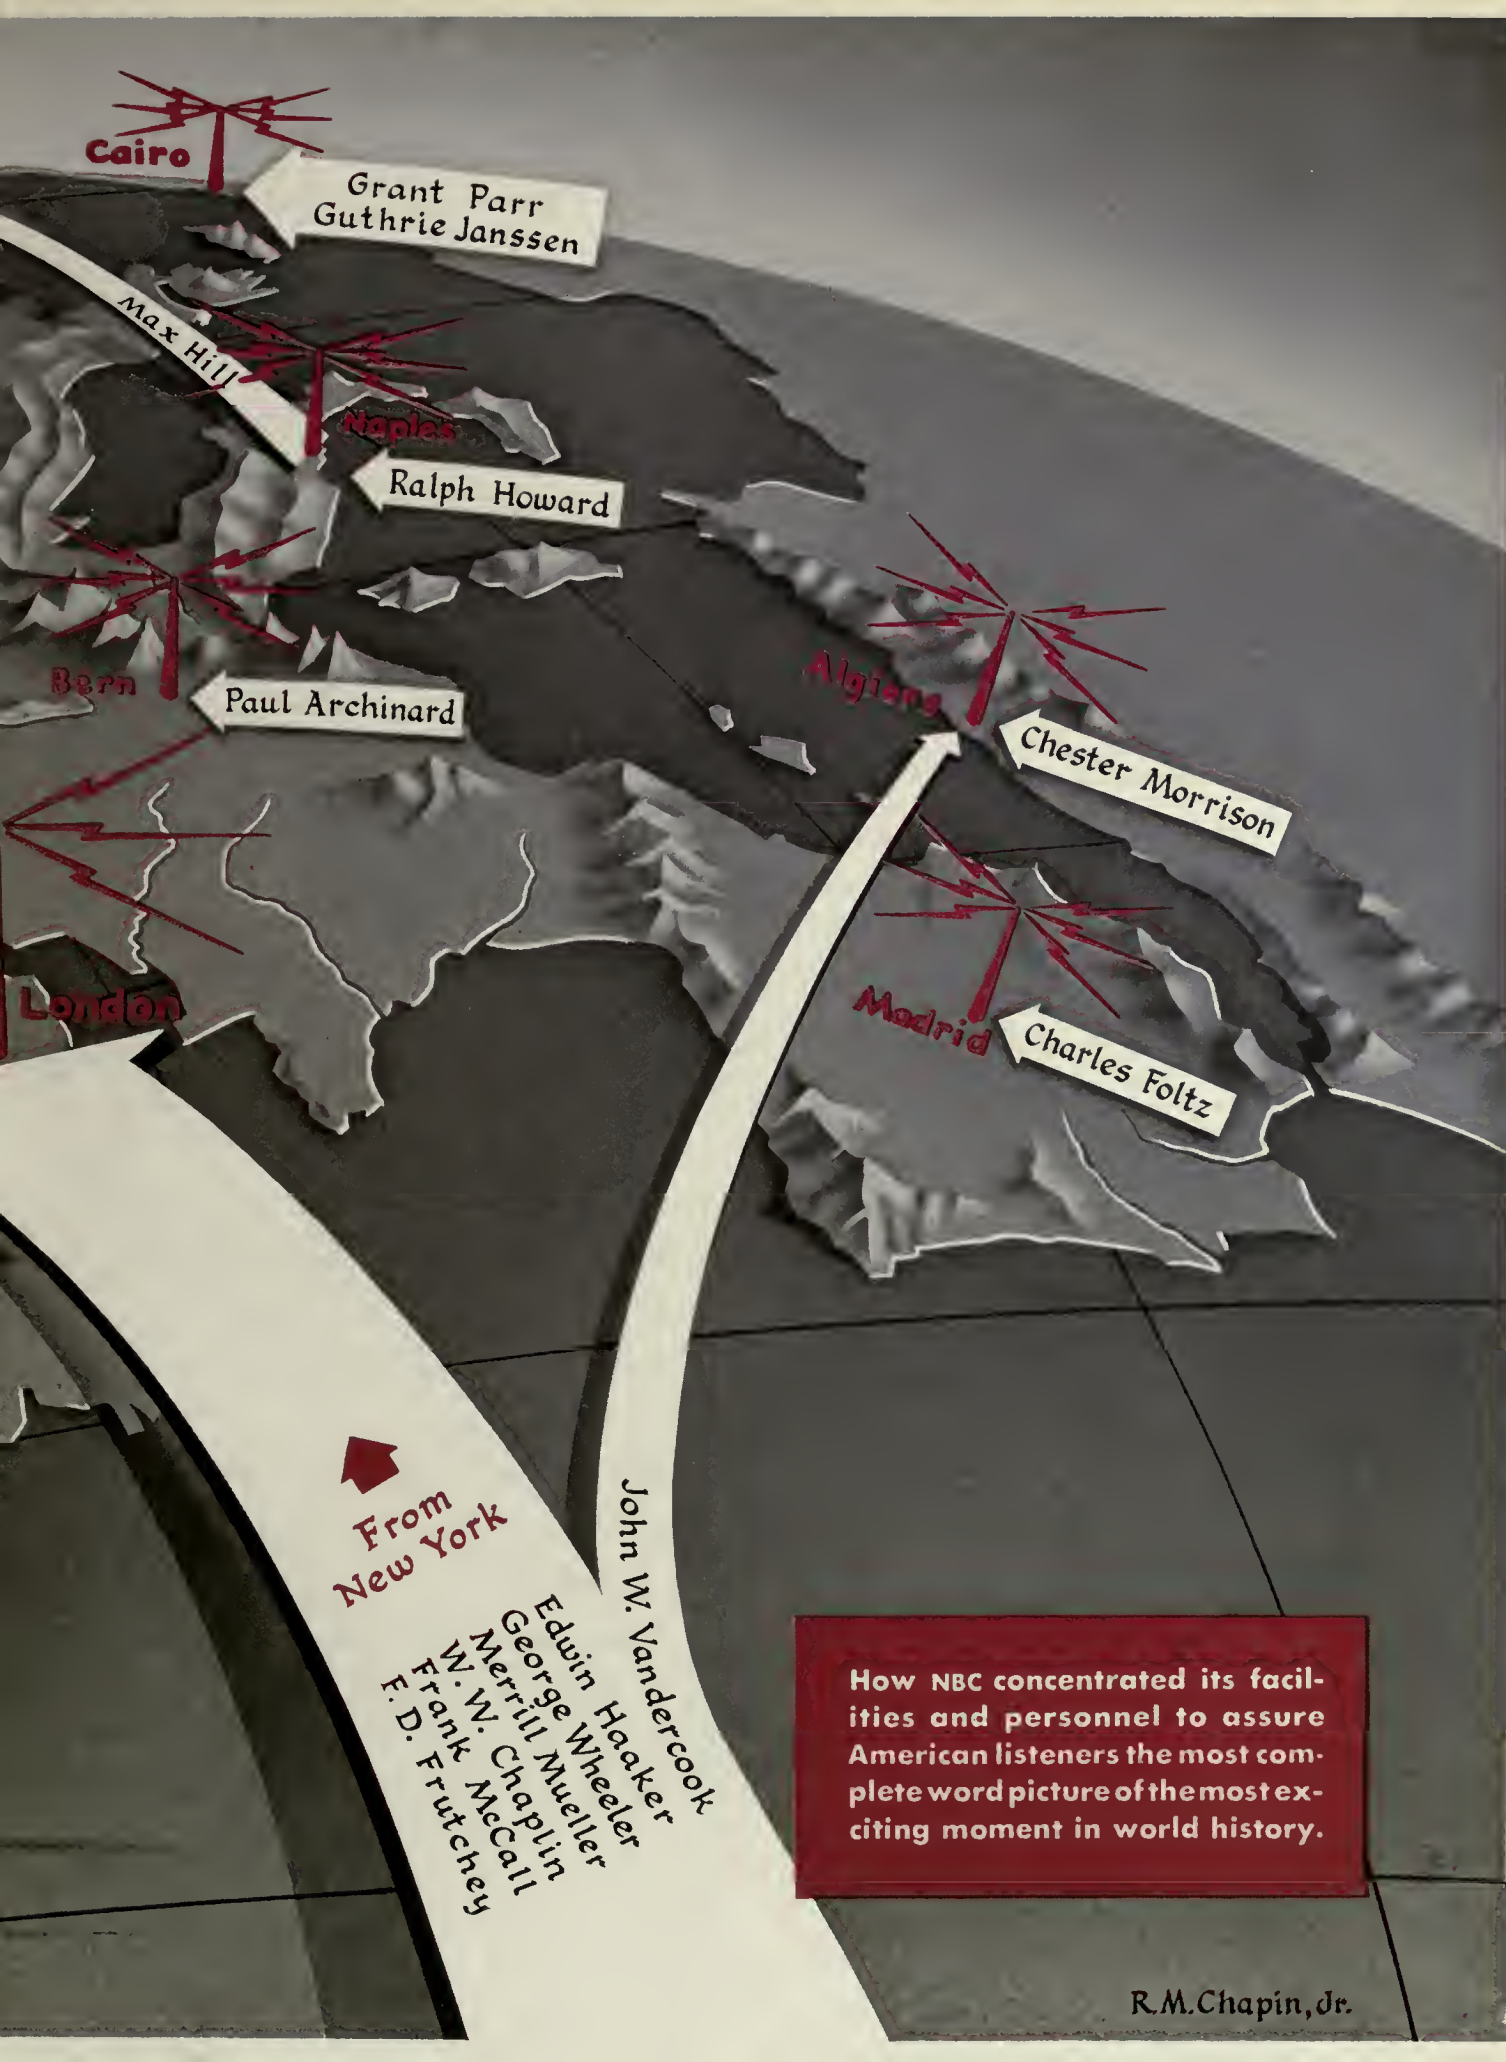 Cairo
Grant Parr
Guthrie Janssen
Max Hill
Naples
Ralph Howard
Bern
Paul Archinard
Algiers
Chester Morrison
London
Madrid
Charles Foltz
From
New York
John W. Vandercook
Edwin Haaker
George Wheeler
Merrill Mueller
W. W. Chaplin
Frank McCall
F. D. Frutchey
How NBC concentrated its facil-
ities and personnel to assure
American listeners the most com-
plete word picture of the most ex-
citing moment in world history.
R.M.Chapin,Jr.